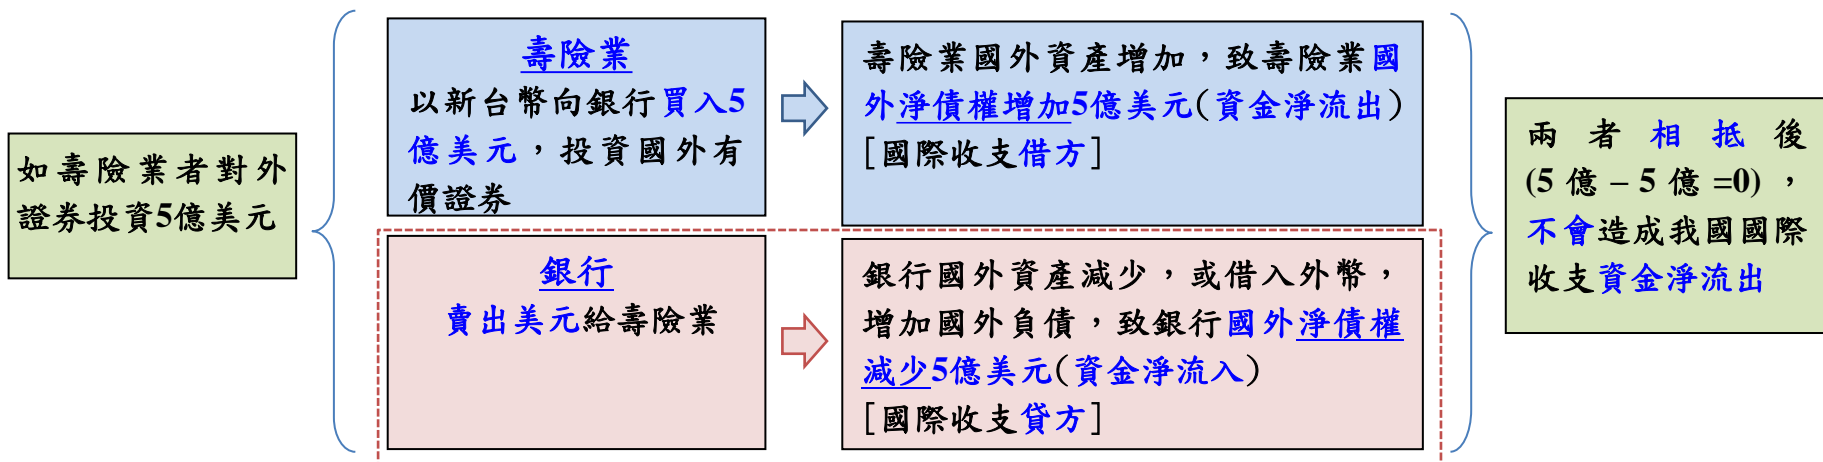 如壽險業者對外
證券投資5億美元
壽險業
以新台幣向銀行買入5
億美元，投資國外有
價證券
壽險業國外資產增加，致壽險業國
外淨債權增加5億美元(資金淨流出)
[國際收支借方]
銀行
賣出美元給壽險業
銀行國外資產減少，或借入外幣，
增加國外負債，致銀行國外淨債權
減少5億美元(資金淨流入)
[國際收支貸方]
兩者相抵後
(5億–5億=0)，
不會造成我國國際
收支資金淨流出